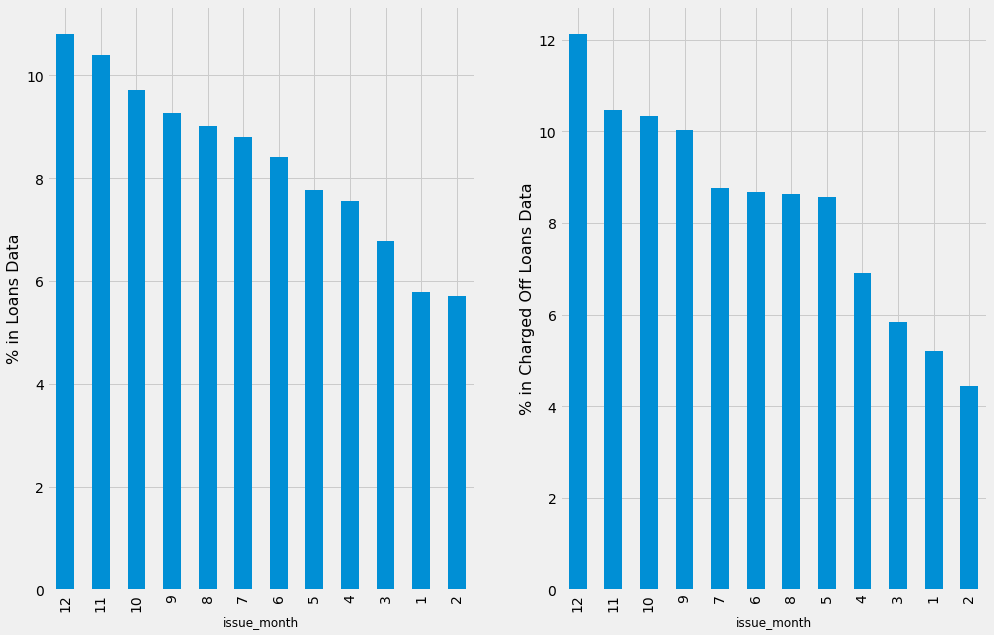 % in Loans Data
10
8
6
4
2
0
12 11 10 9 8 7 6 5 4 3 1 2
issue_month
% in Charged Off Loans Data
12
10
8
6
4
2
0
12 11 10 9 7 6 8 5 4 3 1 2
issue_month